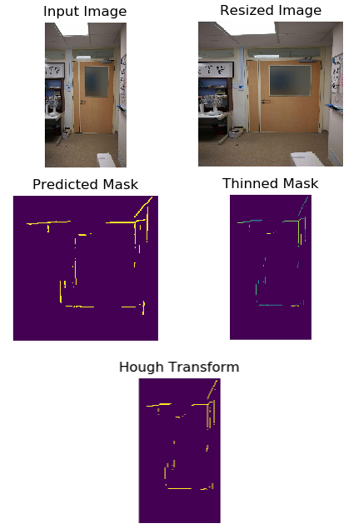 Input Image
Resized Image
Predicted Mask
Thinned Mask
Hough Transform